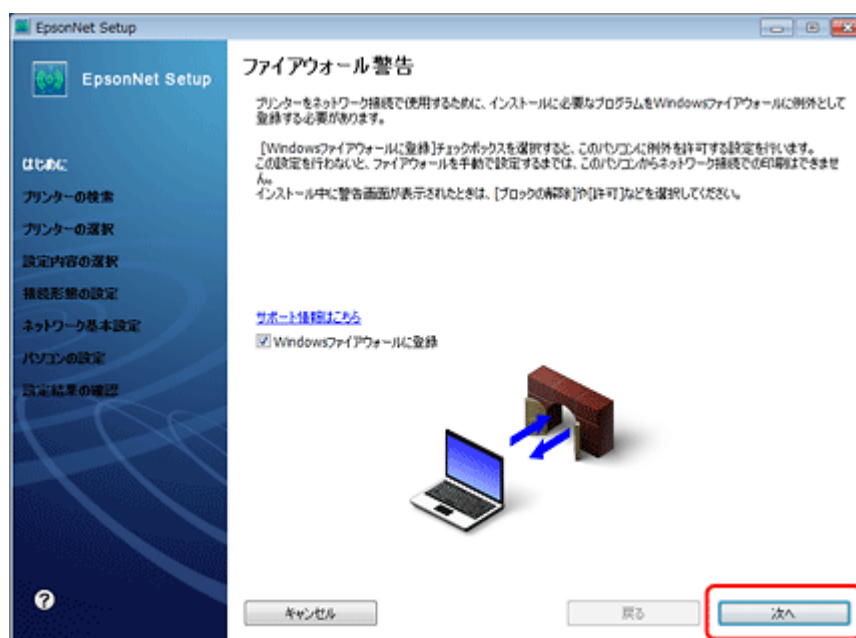 EpsonNet Setup
EpsonNet Setup
はじめに
プリンターの検索
プリンターの選択
設定内容の選択
接続形態の設定
ネットワーク基本設定
パソコンの設定
設定結果の確認
ファイアウォール警告
プリンターをネットワーク接続で使用するために、インストールに必要なプログラムをWindowsファイアウォールに例外として
登録する必要があります。
[Windowsファイアウォールに登録]チェックボックスを選択すると、このパソコンに例外を許可する設定を行います。
この設定を行わないと、ファイアウォールを手動で設定するまでは、このパソコンからネットワーク接続での印刷はできませ
ん。
インストール中に警告画面が表示されたときは、[ブロックの解除]や[許可]などを選択してください。
サポート情報はこちら
Windowsファイアウォールに登録
?
キャンセル
戻る
次へ